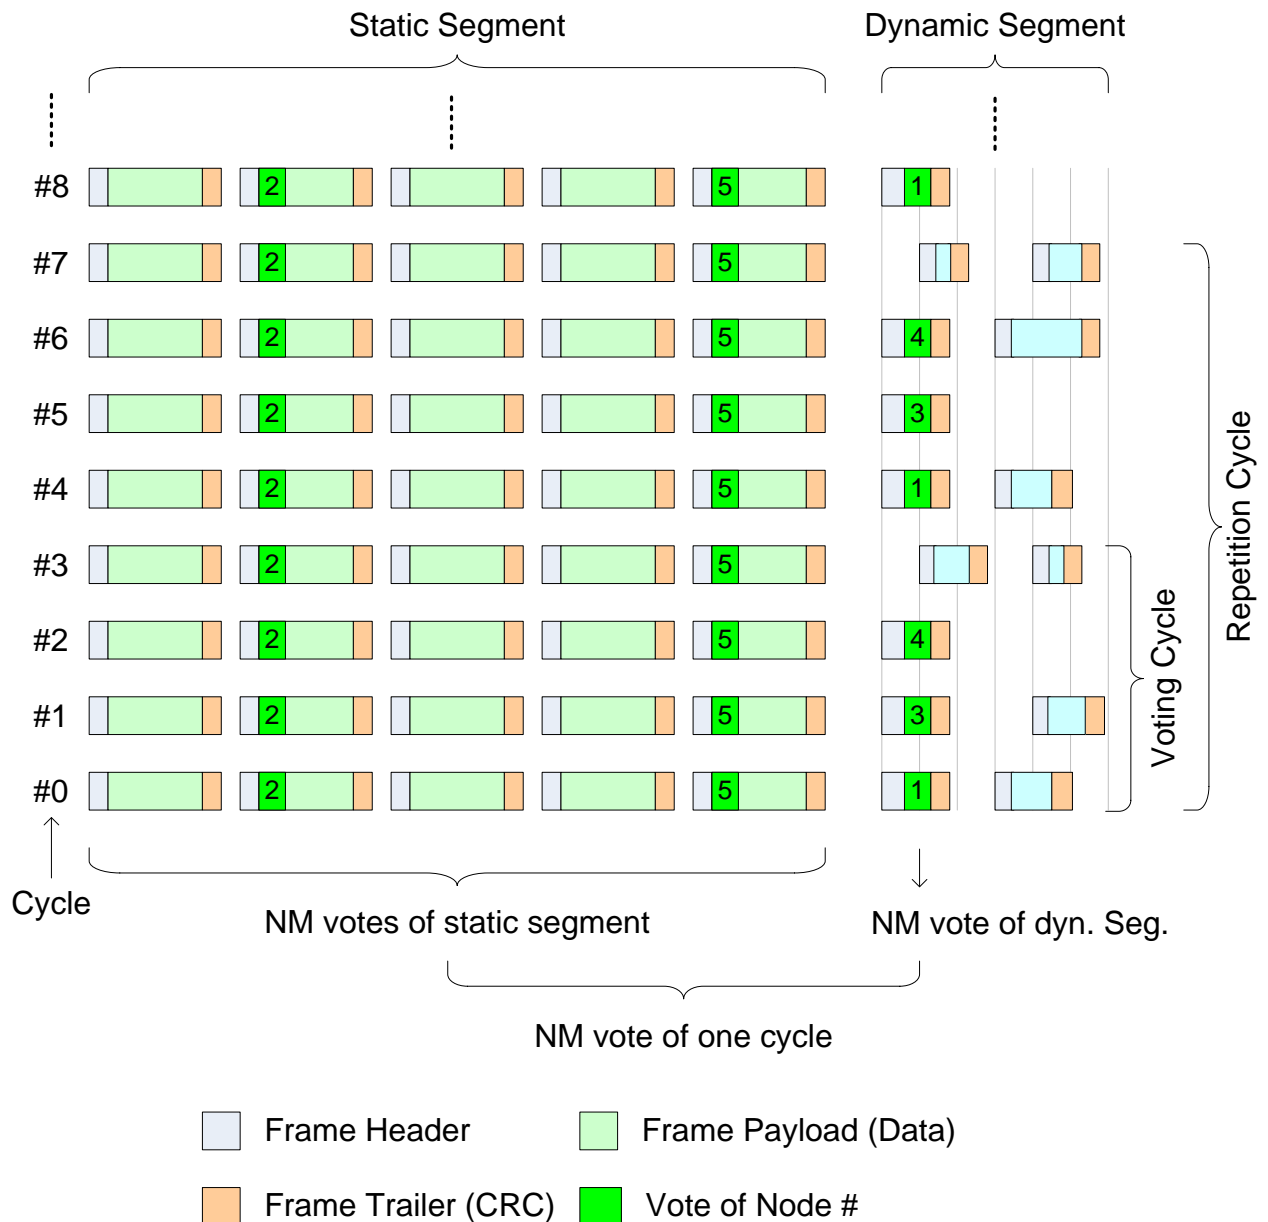 Static Segment Dynamic Segment
#8 2 5 1
#7 2 5
#6 2 5 4
#5 2 5 3
#4 2 5 1
#3 2 5
#2 2 5 4
#1 2 5 3
#0 2 5 1
Voting Cycle
Repetition Cycle
Cycle
NM votes of static segment NM vote of dyn. Seg.
NM vote of one cycle
Frame Header Frame Payload (Data)
Frame Trailer (CRC) Vote of Node #